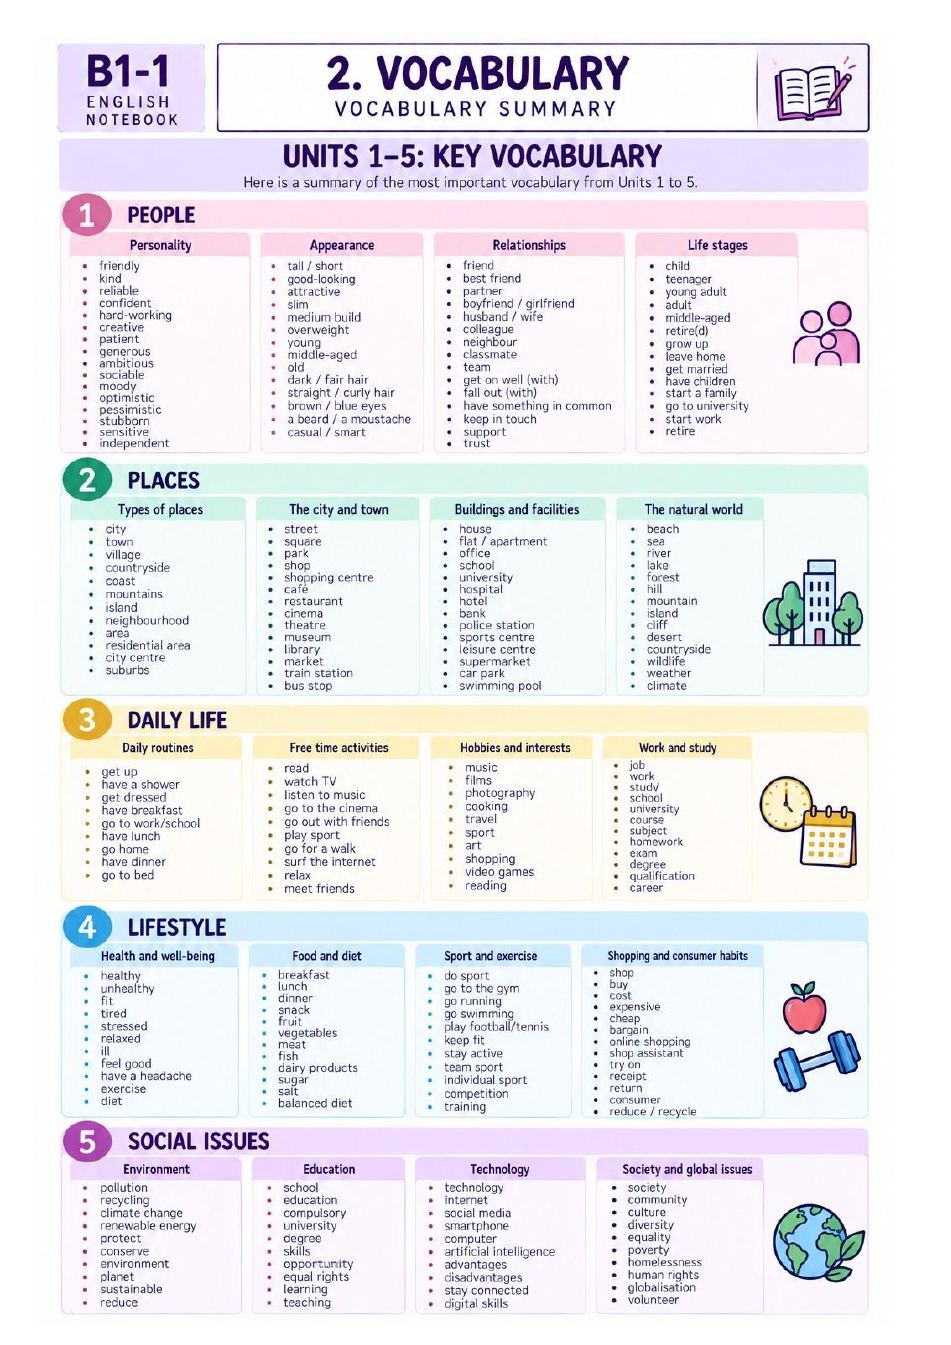 B1-1
ENGLISH
NOTEBOOK
2. VOCABULARY
VOCABULARY SUMMARY
UNITS 1–5: KEY VOCABULARY
Here is a summary of the most important vocabulary from Units 1 to 5.
1 PEOPLE
Personality
• friendly
• kind
• reliable
• confident
• hard-working
• creative
• patient
• generous
• ambitious
• sociable
• moody
• optimistic
• pessimistic
• stubborn
• sensitive
• independent
Appearance
• tall / short
• good-looking
• attractive
• slim
• medium build
• overweight
• young
• middle-aged
• old
• dark / fair hair
• straight / curly hair
• brown / blue eyes
• a beard / a moustache
• casual / smart
Relationships
• friend
• best friend
• partner
• boyfriend / girlfriend
• husband / wife
• colleague
• neighbour
• classmate
• team
• get on well (with)
• fall out (with)
• have something in common
• keep in touch
• support
• trust
Life stages
• child
• teenager
• young adult
• adult
• middle-aged
• retire(d)
• grow up
• leave home
• get married
• have children
• start a family
• go to university
• start work
• retire
2 PLACES
Types of places
• city
• town
• village
• countryside
• coast
• mountains
• island
• neighbourhood
• area
• residential area
• city centre
• suburbs
The city and town
• street
• square
• park
• shop
• shopping centre
• café
• restaurant
• cinema
• theatre
• museum
• library
• market
• train station
• bus stop
Buildings and facilities
• house
• flat / apartment
• office
• school
• university
• hospital
• hotel
• bank
• police station
• sports centre
• leisure centre
• supermarket
• car park
• swimming pool
The natural world
• beach
• sea
• river
• lake
• forest
• hill
• mountain
• island
• cliff
• desert
• countryside
• wildlife
• weather
• climate
3 DAILY LIFE
Daily routines
• get up
• have a shower
• get dressed
• have breakfast
• go to work/school
• have lunch
• go home
• have dinner
• go to bed
Free time activities
• read
• watch TV
• listen to music
• go to the cinema
• go out with friends
• play sport
• go for a walk
• surf the internet
• relax
• meet friends
Hobbies and interests
• music
• films
• photography
• cooking
• travel
• sport
• art
• shopping
• video games
• reading
Work and study
• job
• work
• study
• school
• university
• course
• subject
• homework
• exam
• degree
• qualification
• career
4 LIFESTYLE
Health and well-being
• healthy
• unhealthy
• fit
• tired
• stressed
• relaxed
• ill
• feel good
• have a headache
• exercise
• diet
Food and diet
• breakfast
• lunch
• dinner
• snack
• fruit
• vegetables
• meat
• fish
• dairy products
• sugar
• salt
• balanced diet
Sport and exercise
• do sport
• go to the gym
• go running
• go swimming
• play football/tennis
• keep fit
• stay active
• team sport
• individual sport
• competition
• training
Shopping and consumer habits
• shop
• buy
• cost
• expensive
• cheap
• bargain
• online shopping
• shop assistant
• try on
• receipt
• return
• consumer
• reduce / recycle
5 SOCIAL ISSUES
Environment
• pollution
• recycling
• climate change
• renewable energy
• protect
• conserve
• environment
• planet
• sustainable
• reduce
Education
• school
• education
• compulsory
• university
• degree
• skills
• opportunity
• equal rights
• learning
• teaching
Technology
• technology
• internet
• social media
• smartphone
• computer
• artificial intelligence
• advantages
• disadvantages
• stay connected
• digital skills
Society and global issues
• society
• community
• culture
• diversity
• equality
• poverty
• homelessness
• human rights
• globalisation
• volunteer